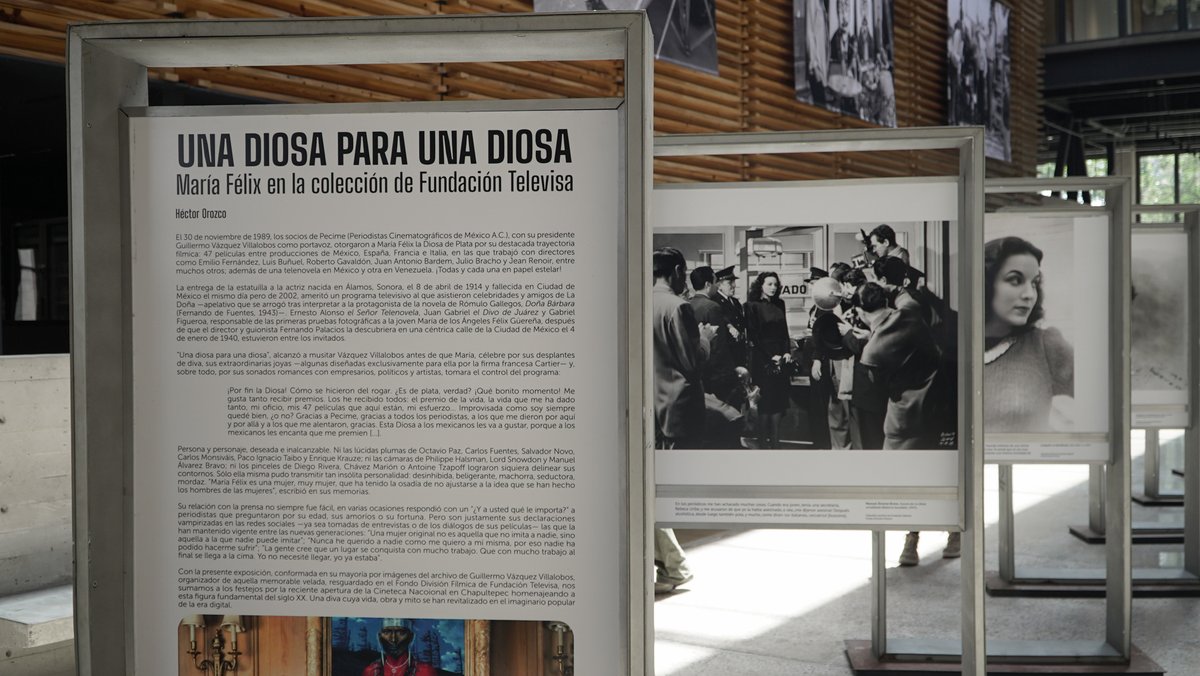 UNA DIOSA PARA UNA DIOSA
María Félix en la colección de Fundación Televisa
Héctor Orozco
El 30 de noviembre de 1989, los socios de Pecime (Periodistas Cinematográficos de México A.C.), con su presidente
Guillermo Vázquez Villalobos como portavoz, otorgaron a María Félix la Diosa de Plata por su destacada trayectoria
fílmica: 47 películas entre producciones de México, España, Francia e Italia, en las que trabajó con directores
como Emilio Fernández, Luis Buñuel, Roberto Gavaldón, Juan Antonio Bardem, Julio Bracho y Jean Renoir, entre
muchos otros; además de una telenovela en México y otra en Venezuela. ¡Todas y cada una en papel estelar!
La entrega de la estatuilla a la actriz nacida en Álamos, Sonora, el 8 de abril de 1914 y fallecida en Ciudad de
México el mismo día pero de 2002, ameritó un programa televisivo al que asistieron celebridades y amigos de La
Doña —apelativo que se arrogó tras interpretar a la protagonista de la novela de Rómulo Gallegos, Doña Bárbara
(Fernando de Fuentes, 1943)—. Ernesto Alonso el Señor Telenovela, Juan Gabriel el Divo de Juárez y Gabriel
Figueroa, responsable de las primeras pruebas fotográficas a la joven María de los Ángeles Félix Güereña, después
de que el director y guionista Fernando Palacios la descubriera en una céntrica calle de la Ciudad de México el 4
de enero de 1940, estuvieron entre los invitados.
"Una diosa para una diosa", alcanzó a musitar Vázquez Villalobos antes de que María, célebre por sus desplantes
de diva, sus extraordinarias joyas —algunas diseñadas exclusivamente para ella por la firma francesa Cartier— y,
sobre todo, por sus sonados romances con empresarios, políticos y artistas, tomara el control del programa:
¡Por fin la Diosa! Cómo se hicieron del rogar. ¿Es de plata, verdad? ¡Qué bonito momento! Me
gusta tanto recibir premios. Los he recibido todos: el premio de la vida, la vida que me ha dado
tanto, mi oficio, mis 47 películas que aquí están, mi esfuerzo... Improvisada como soy siempre
quedé bien, ¿o no? Gracias a Pecime, gracias a todos los periodistas, a los que me dieron por aquí
y por allá y a los que me alentaron, gracias. Esta Diosa a los mexicanos les va a gustar, porque a los
mexicanos les encanta que me premien [...].
Persona y personaje, deseada e inalcanzable. Ni las lúcidas plumas de Octavio Paz, Carlos Fuentes, Salvador Novo,
Carlos Monsiváis, Paco Ignacio Taibo y Enrique Krauze; ni las cámaras de Philippe Halsman, Lord Snowdon y Manuel
Álvarez Bravo; ni los pinceles de Diego Rivera, Chávez Marión o Antoine Tzapoff lograron siquiera delinear sus
contornos. Sólo ella misma pudo transmitir tan insólita personalidad: desinhibida, beligerante, machorra, seductora,
mordaz. "María Félix es una mujer, muy mujer, que ha tenido la osadía de no ajustarse a la idea que se han hecho
los hombres de las mujeres", escribió en sus memorias.
Su relación con la prensa no siempre fue fácil, en varias ocasiones respondió con un "¿Y a usted qué le importa?" a
periodistas que preguntaron por su edad, sus amoríos o su fortuna. Pero son justamente sus declaraciones
vampirizadas en las redes sociales —ya sea tomadas de entrevistas o de los diálogos de sus películas— las que la
han mantenido vigente entre las nuevas generaciones: "Una mujer original no es aquella que no imita a nadie, sino
aquella a la que nadie puede imitar"; "Nunca he querido a nadie como me quiero a mí misma, por eso nadie ha
podido hacerme sufrir"; "La gente cree que un lugar se conquista con mucho trabajo. Que con mucho trabajo al
final se llega a la cima. Yo no necesité llegar, yo ya estaba".
Con la presente exposición, conformada en su mayoría por imágenes del archivo de Guillermo Vázquez Villalobos,
organizador de aquella memorable velada, resguardado en el Fondo División Fílmica de Fundación Televisa, nos
sumamos a los festejos por la reciente apertura de la Cineteca Nacoional en Chapultepec homenajeando a
esta figura fundamental del siglo XX. Una diva cuya vida, obra y mito se han revitalizado en el imaginario popular
de la era digital.